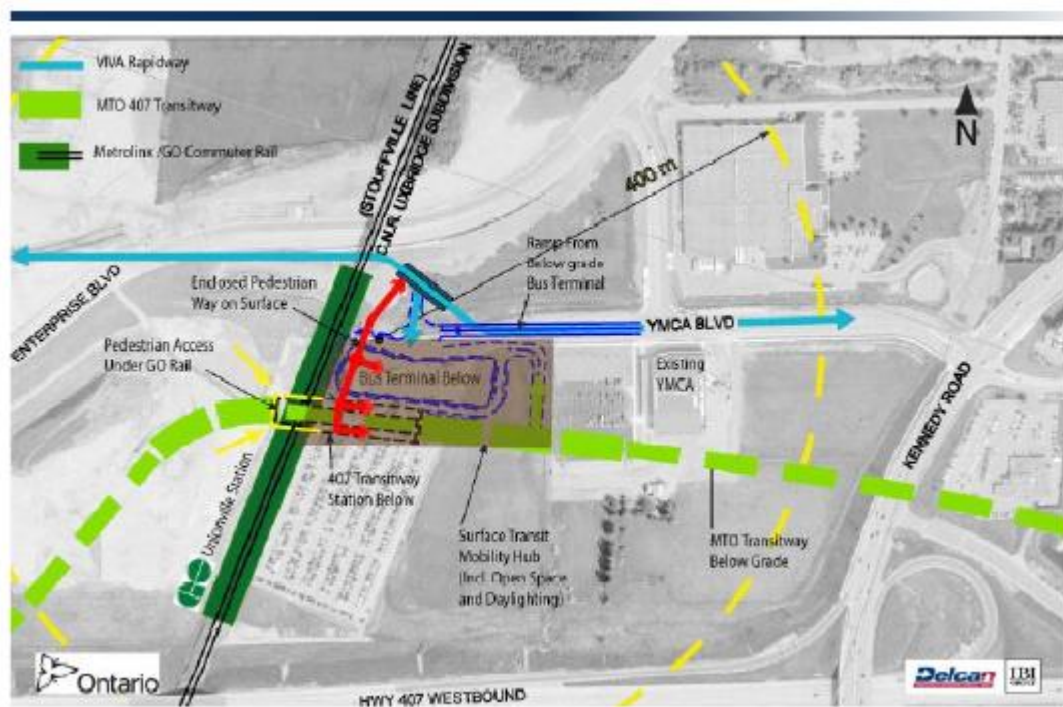 VIVA Rapidway
MTO 407 Transitway
Metrolinx /GO Commuter Rail
(STOUFFVILLE LINE)
C.N.R. UXBRIDGE SUBDIVISION
N
400 m
Ramp From
Below grade
Bus Terminal
Enclosed Pedestrian
Way on Surface
ENTERPRISE BLVD
YMCA BLVD
Pedestrian Access
Under GO Rail
Bus Terminal Below
Existing
YMCA
KENNEDY ROAD
407 Transitway
Station Below
Unionville Station
GO
Surface Transit
Mobility Hub
(Incl. Open Space
and Daylighting)
MTO Transitway
Below Grade
Ontario
HWY 407 WESTBOUND
Delcan
IBI
GROUP